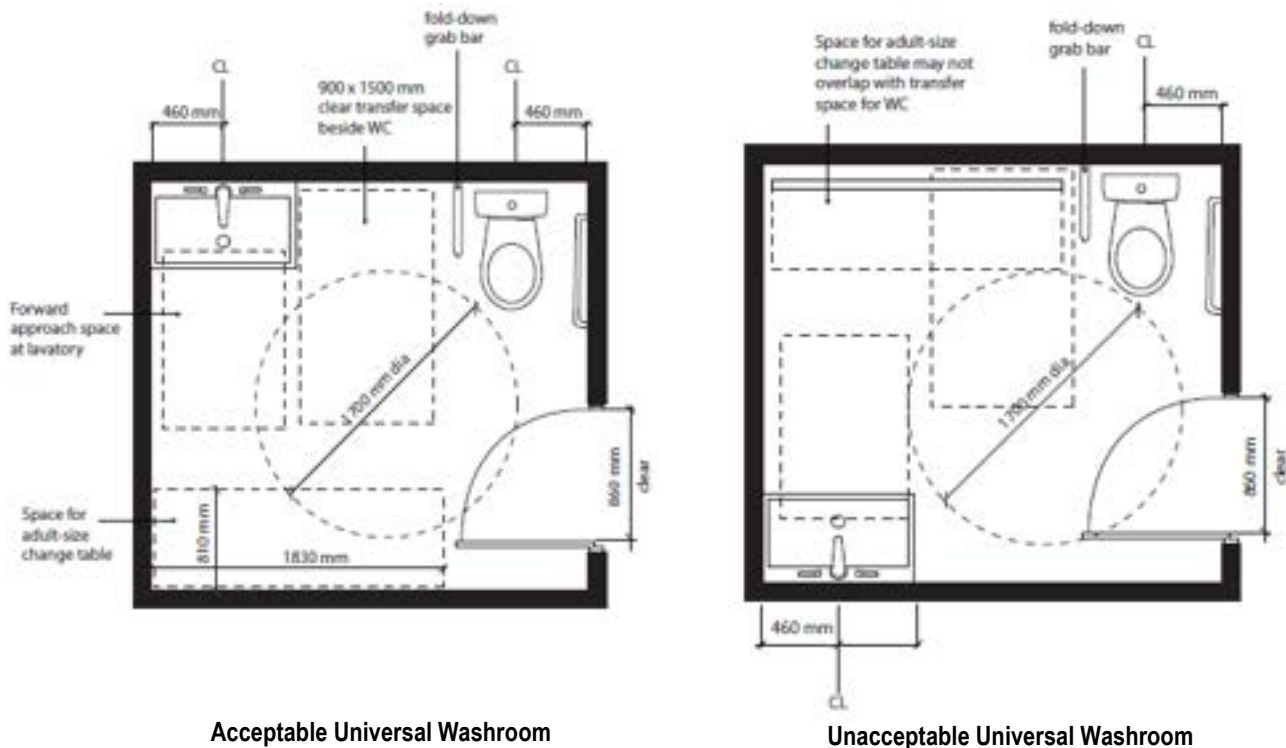 fold-down
grab bar
CL
CL
900 x 1500 mm
clear transfer space
beside WC
460 mm
460 mm
Forward
approach space
at lavatory
1700 mm dia
860 mm
clear
Space for
adult-size
change table
810 mm
1830 mm
Acceptable Universal Washroom
fold-down
grab bar
CL
Space for adult-size
change table may not
overlap with transfer
space for WC
460 mm
1700 mm dia
860 mm
clear
460 mm
CL
Unacceptable Universal Washroom